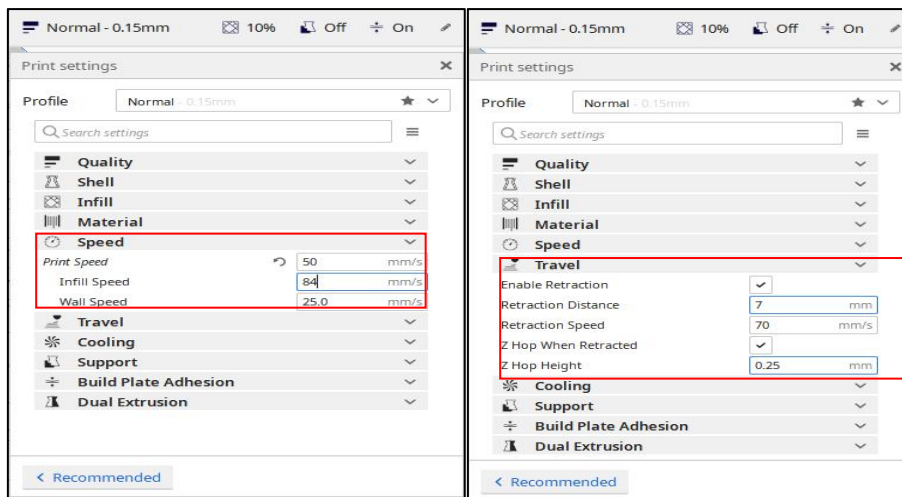 Normal - 0.15mm 10% Off On
Print settings
Profile Normal - 0.15mm
Search settings
Quality
Shell
Infill
Material
Speed
Print Speed 50 mm/s
Infill Speed 84 mm/s
Wall Speed 25.0 mm/s
Travel
Cooling
Support
Build Plate Adhesion
Dual Extrusion
< Recommended
Normal - 0.15mm 10% Off On
Print settings
Profile Normal - 0.15mm
Search settings
Quality
Shell
Infill
Material
Speed
Travel
Enable Retraction
Retraction Distance 7 mm
Retraction Speed 70 mm/s
Z Hop When Retracted
Z Hop Height 0.25 mm
Cooling
Support
Build Plate Adhesion
Dual Extrusion
< Recommended